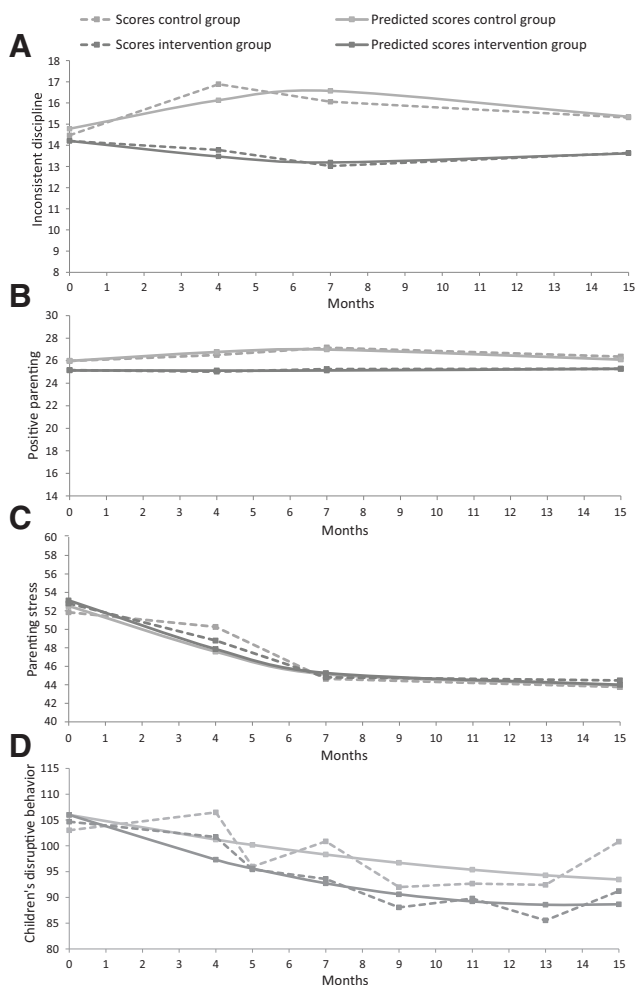 Scores control group Predicted scores control group
Scores intervention group Predicted scores intervention group
A
18
17
16
15
14
13
12
11
10
9
8
Inconsistent discipline
0 1 2 3 4 5 6 7 8 9 10 11 12 13 14 15
Months
B
30
28
26
24
22
20
18
16
14
Positive parenting
0 1 2 3 4 5 6 7 8 9 10 11 12 13 14 15
Months
C
60
58
56
54
52
50
48
46
44
42
40
Parenting stress
0 1 2 3 4 5 6 7 8 9 10 11 12 13 14 15
Months
D
115
110
105
100
95
90
85
80
Children's disruptive behavior
0 1 2 3 4 5 6 7 8 9 10 11 12 13 14 15
Months